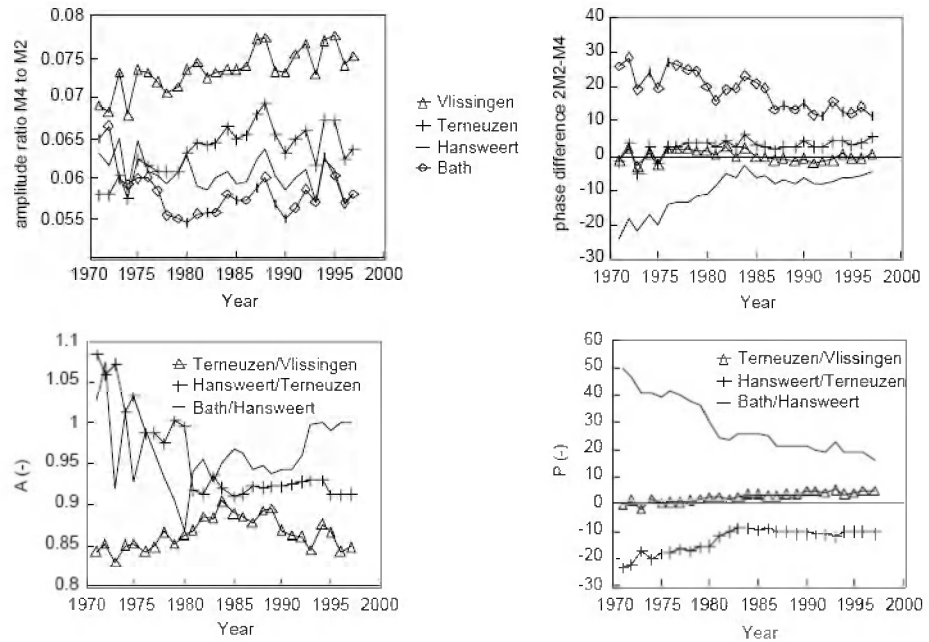 0.08
0.075
0.07
0.065
0.06
0.055
amplitude ratio M4 to M2
1970 1975 1980 1985 1990 1995 2000
Year
Vlissingen
Terneuzen
Hansweert
Bath
40
30
20
10
0
-10
-20
-30
phase difference 2M2-M4
1970 1975 1980 1985 1990 1995 2000
Year
1.1
1.05
1
0.95
0.9
0.85
0.8
A (-)
Terneuzen/Vlissingen
Hansweert/Terneuzen
Bath/Hansweert
1970 1975 1980 1985 1990 1995 2000
Year
60
50
40
30
20
10
0
-10
-20
-30
P (-)
Terneuzen/Vlissingen
Hansweert/Terneuzen
Bath/Hansweert
1970 1975 1980 1985 1990 1995 2000
Year